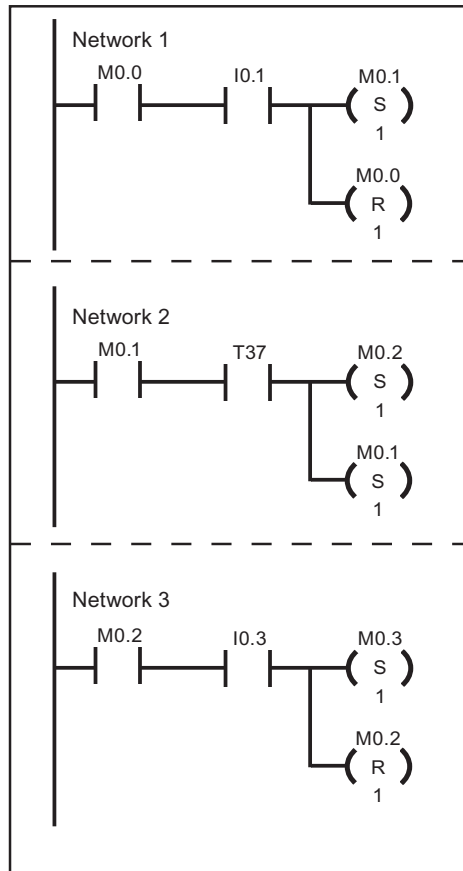 Network 1
M0.0 I0.1 M0.1
S
1
M0.0
R
1
Network 2
M0.1 T37 M0.2
S
1
M0.1
S
1
Network 3
M0.2 I0.3 M0.3
S
1
M0.2
R
1